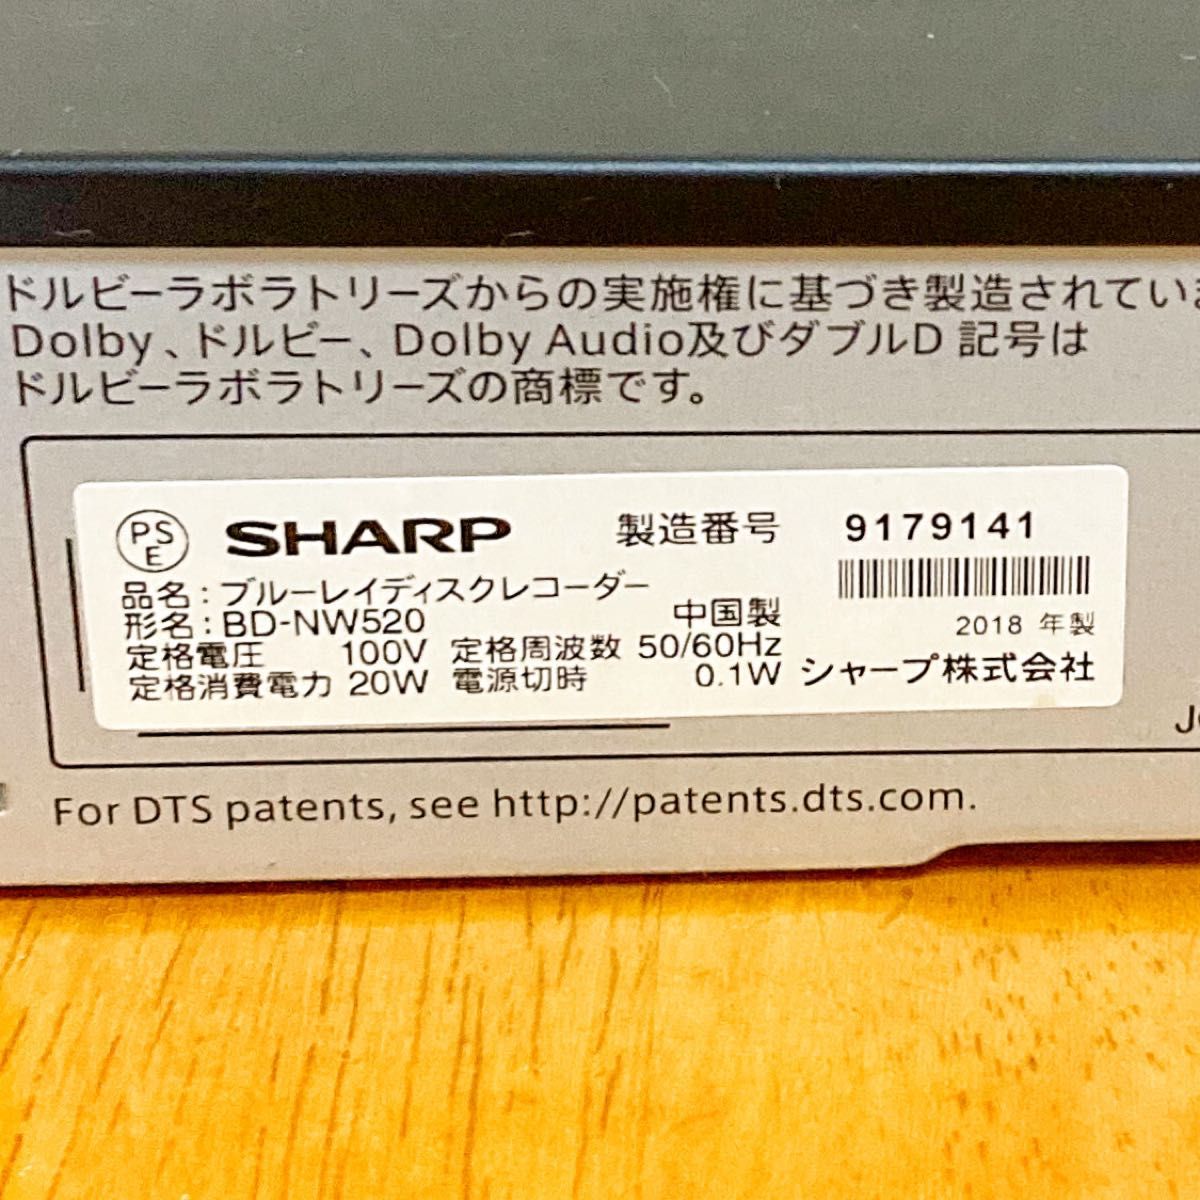 ドルビーラボラトリーズからの実施権に基づき製造されていま
Dolby、ドルビー、Dolby Audio及びダブルD 記号は
ドルビーラボラトリーズの商標です。
PSE SHARP 製造番号 9179141
品名:ブルーレイディスクレコーダー
形名:BD-NW520 中国製 2018 年製
定格電圧 100V 定格周波数 50/60Hz
定格消費電力 20W 電源切時 0.1W シャープ株式会社
For DTS patents, see http://patents.dts.com.